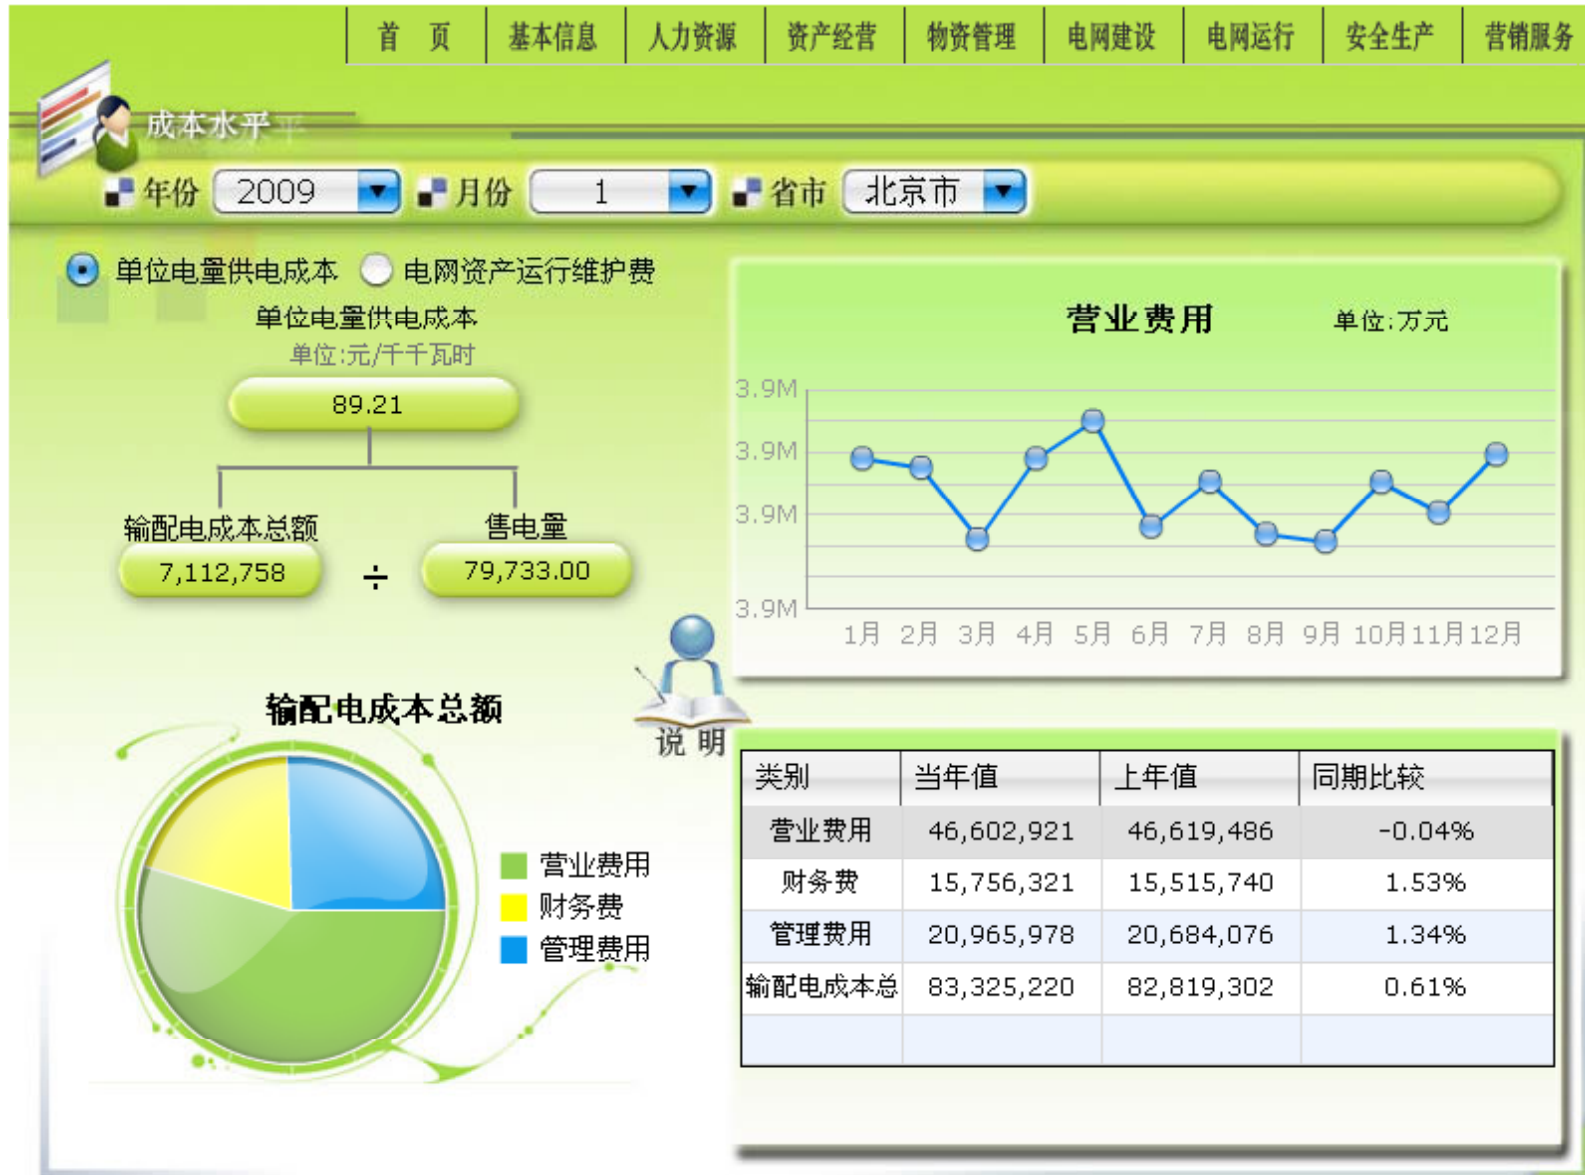 首 页 基本信息 人力资源 资产经营 物资管理 电网建设 电网运行 安全生产 营销服务
成本水平
年份 2009 月份 1 省市 北京市
单位电量供电成本 电网资产运行维护费
单位电量供电成本
单位:元/千千瓦时
89.21
输配电成本总额 售电量
7,112,758 ÷ 79,733.00
说 明
输配电成本总额
营业费用
财务费
管理费用
营业费用 单位:万元
3.9M
3.9M
3.9M
3.9M
1月 2月 3月 4月 5月 6月 7月 8月 9月 10月 11月 12月
类别 当年值 上年值 同期比较
营业费用 46,602,921 46,619,486 -0.04%
财务费 15,756,321 15,515,740 1.53%
管理费用 20,965,978 20,684,076 1.34%
输配电成本总 83,325,220 82,819,302 0.61%